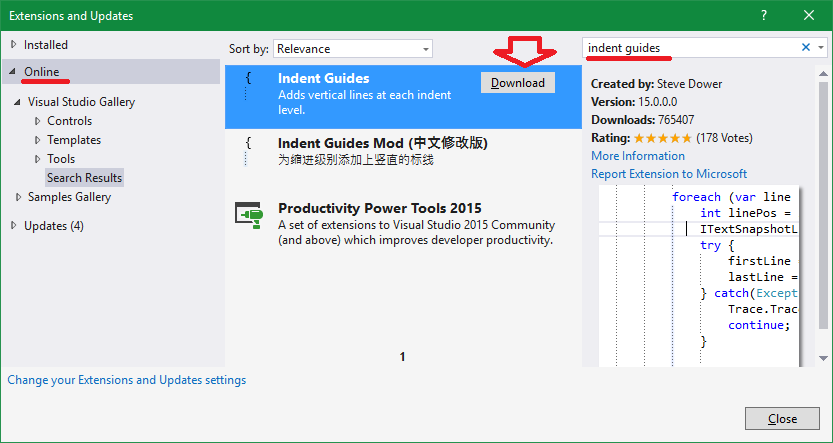 Extensions and Updates
? ×
Installed
Online
Visual Studio Gallery
Controls
Templates
Tools
Search Results
Samples Gallery
Updates (4)
Sort by: Relevance
{ Indent Guides
Adds vertical lines at each indent
level.
Download
{ Indent Guides Mod (中文修改版)
为缩进级别添加上竖直的标线
Productivity Power Tools 2015
A set of extensions to Visual Studio 2015 Community
(and above) which improves developer productivity.
1
indent guides
Created by: Steve Dower
Version: 15.0.0.0
Downloads: 765407
Rating: ★★★★★ (178 Votes)
More Information
Report Extension to Microsoft
foreach (var line
int linePos =
ITextSnapshotL
try {
firstLine
lastLine =
} catch(Except
Trace.Trac
continue;
}
Change your Extensions and Updates settings
Close